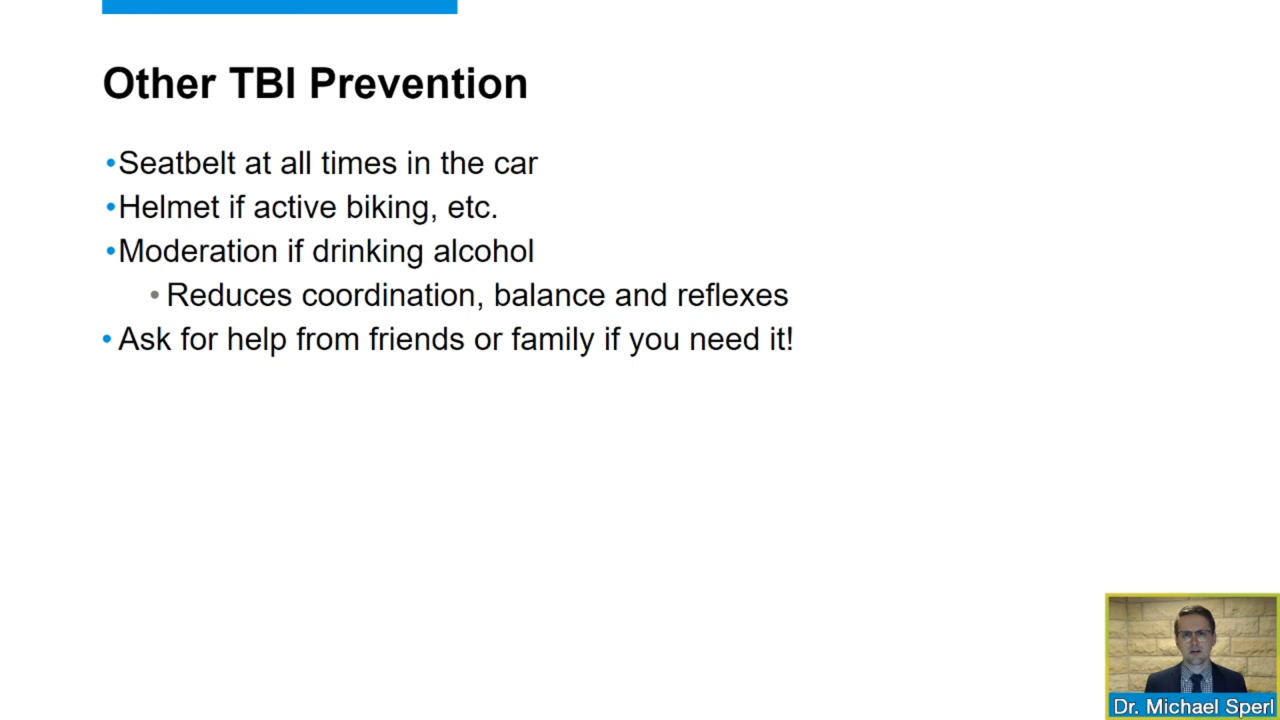 Other TBI Prevention
•Seatbelt at all times in the car
•Helmet if active biking, etc.
•Moderation if drinking alcohol
• Reduces coordination, balance and reflexes
• Ask for help from friends or family if you need it!
Dr. Michael Sperl